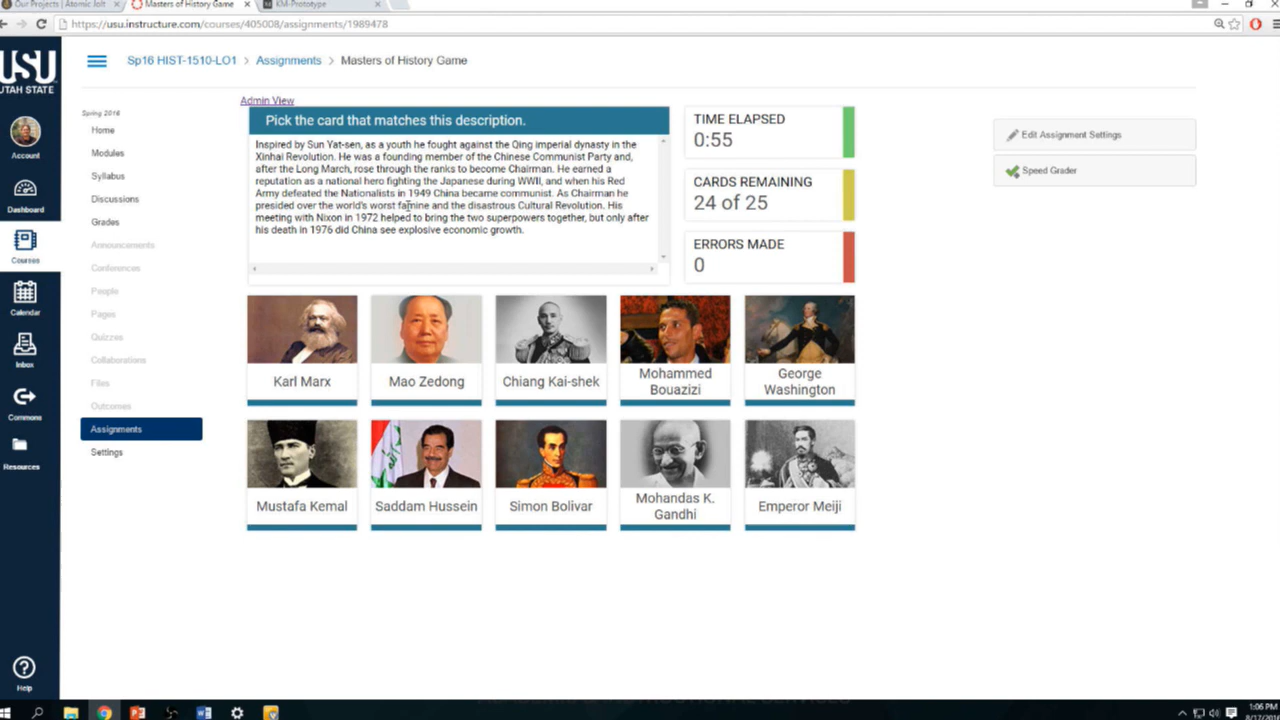 Our Projects | Atomic Jolt
Masters of History Game
KM-Prototype
https://usu.instructure.com/courses/405008/assignments/1989478
USU
UTAH STATE
Account
Dashboard
Courses
Calendar
Inbox
Commons
Resources
Help
Sp16 HIST-1510-LO1 > Assignments > Masters of History Game
Spring 2016
Home
Modules
Syllabus
Discussions
Grades
Announcements
Conferences
People
Pages
Quizzes
Collaborations
Files
Outcomes
Assignments
Settings
Admin View
Pick the card that matches this description.
Inspired by Sun Yat-sen, as a youth he fought against the Qing imperial dynasty in the
Xinhai Revolution. He was a founding member of the Chinese Communist Party and,
after the Long March, rose through the ranks to become Chairman. He earned a
reputation as a national hero fighting the Japanese during WWII, and when his Red
Army defeated the Nationalists in 1949 China became communist. As Chairman he
presided over the world's worst famine and the disastrous Cultural Revolution. His
meeting with Nixon in 1972 helped to bring the two superpowers together, but only after
his death in 1976 did China see explosive economic growth.
TIME ELAPSED
0:55
CARDS REMAINING
24 of 25
ERRORS MADE
0
Edit Assignment Settings
Speed Grader
Karl Marx
Mao Zedong
Chiang Kai-shek
Mohammed
Bouazizi
George
Washington
Mustafa Kemal
Saddam Hussein
Simon Bolivar
Mohandas K.
Gandhi
Emperor Meiji
1:06 PM